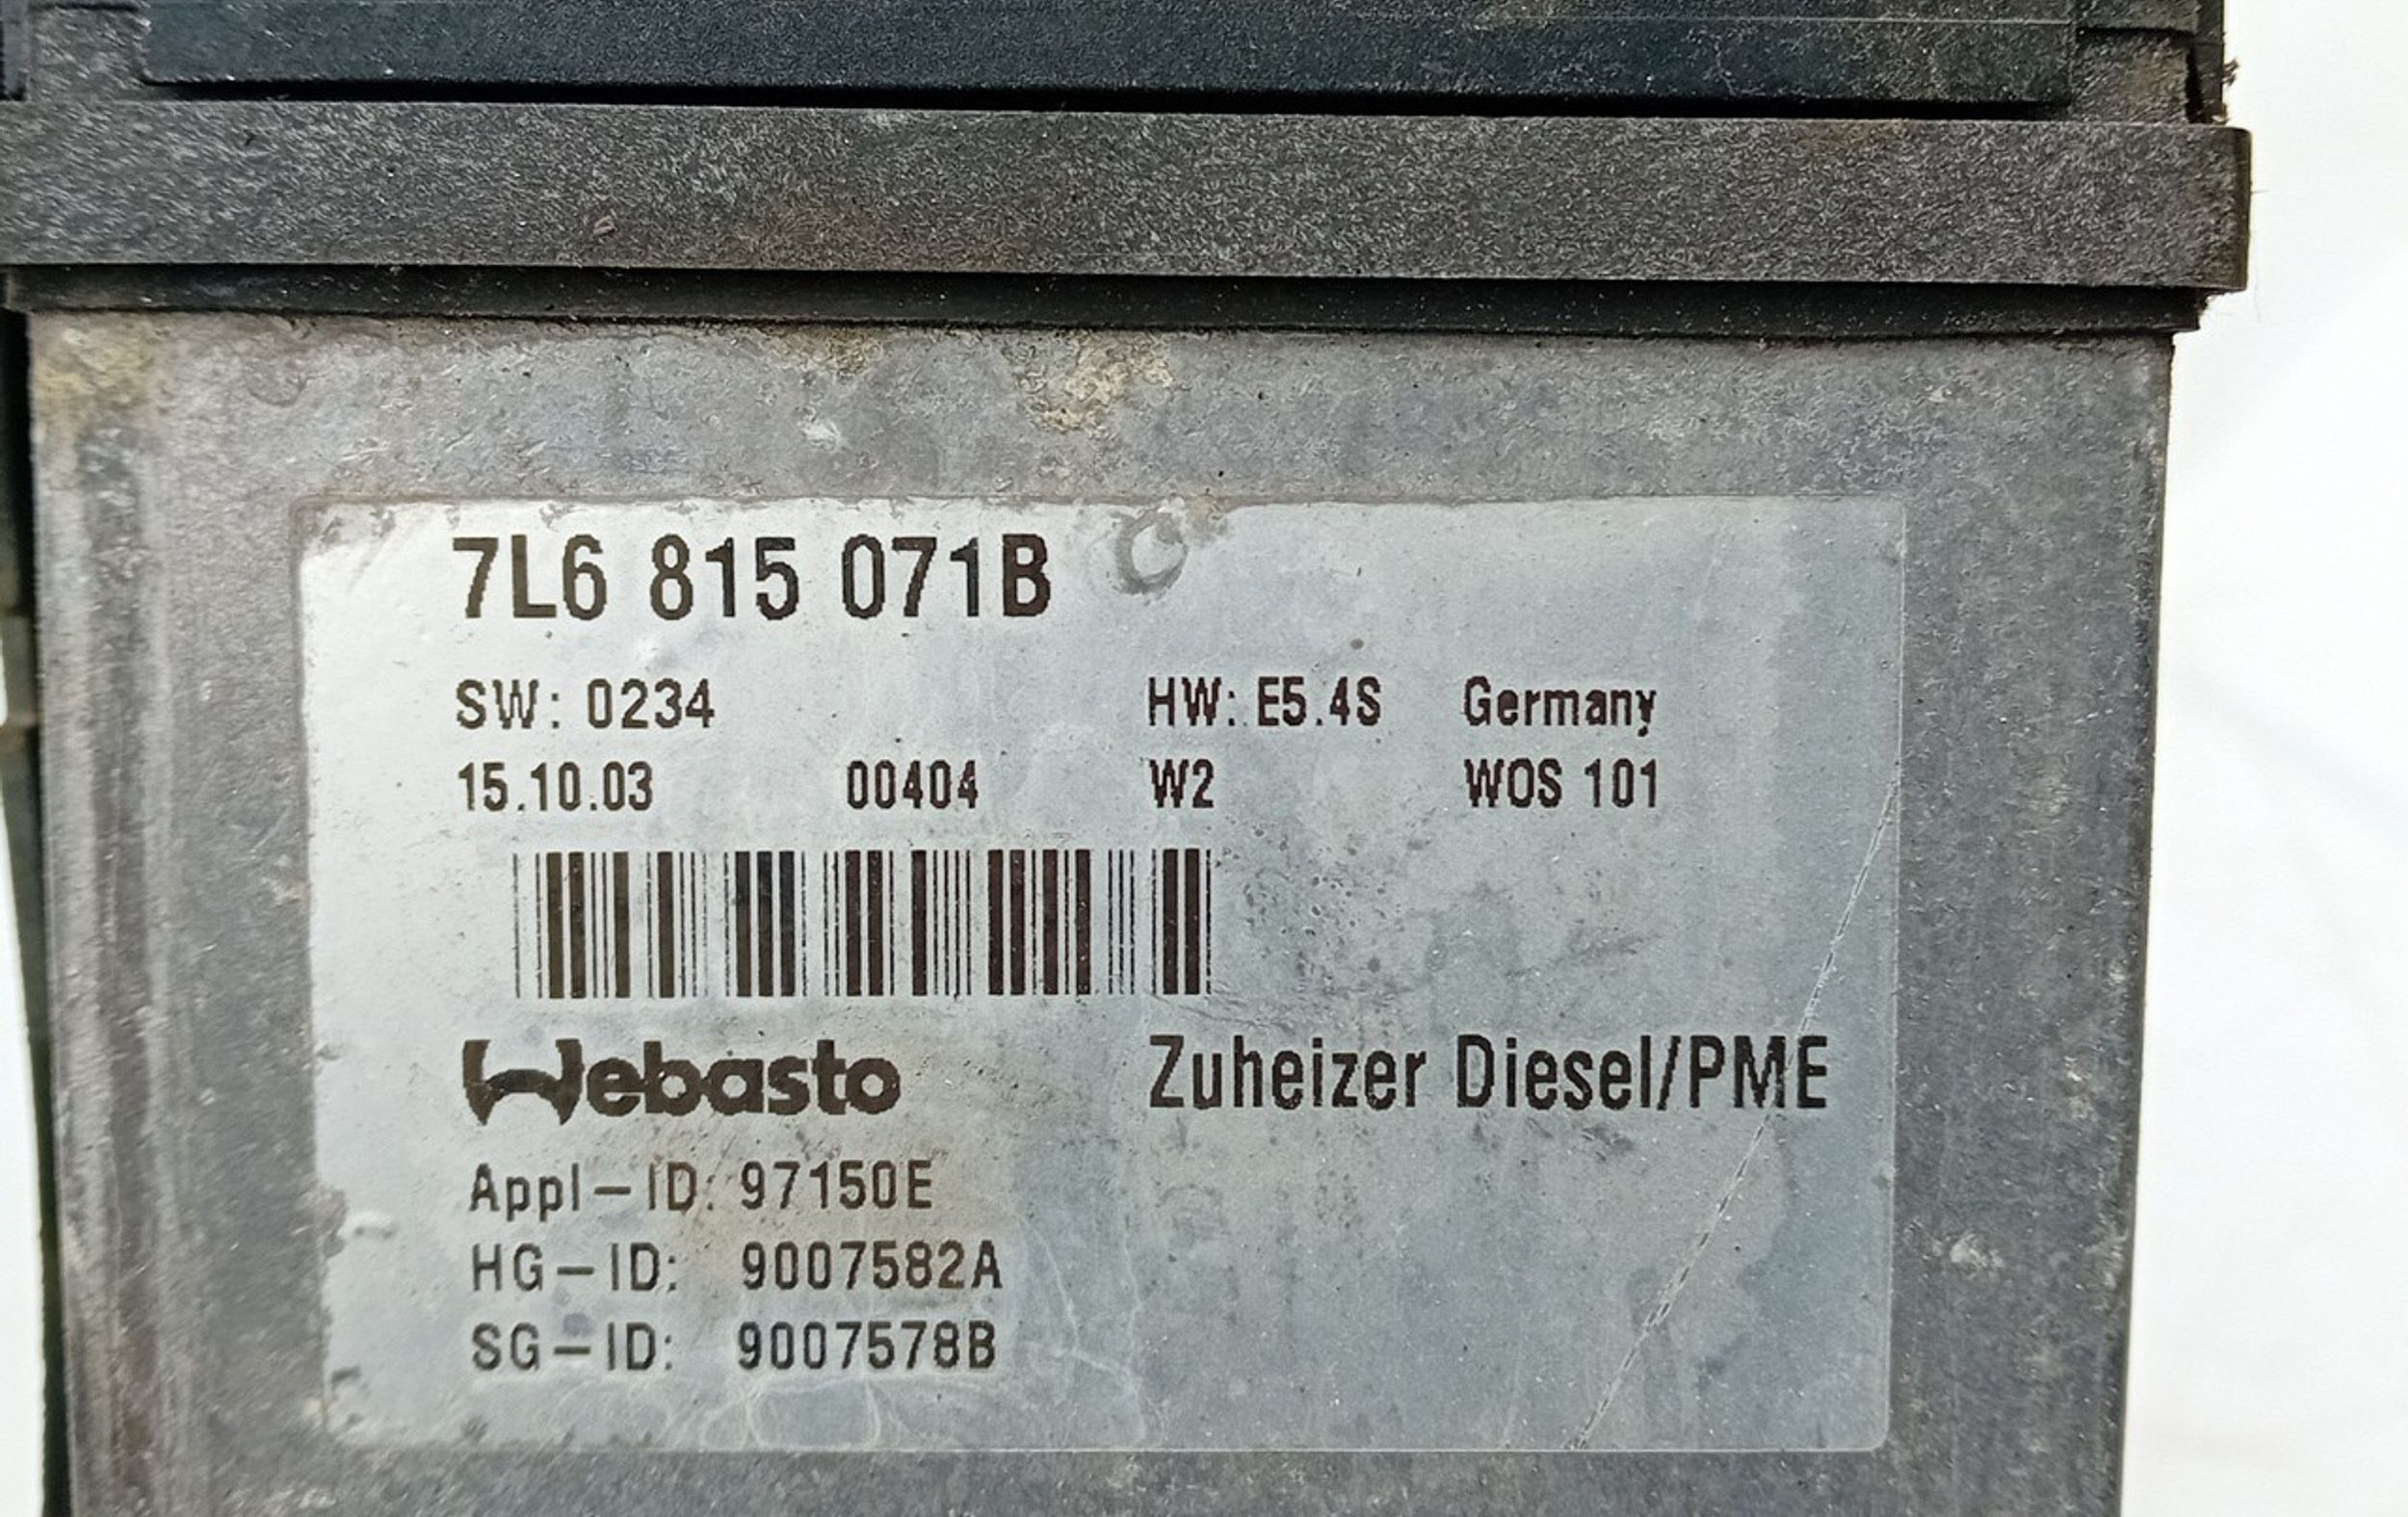 7L6 815 071B
SW: 0234 HW: E5.4S Germany
15.10.03 00404 W2 WOS 101
Webasto Zuheizer Diesel/PME
Appl-ID: 97150E
HG-ID: 9007582A
SG-ID: 9007578B